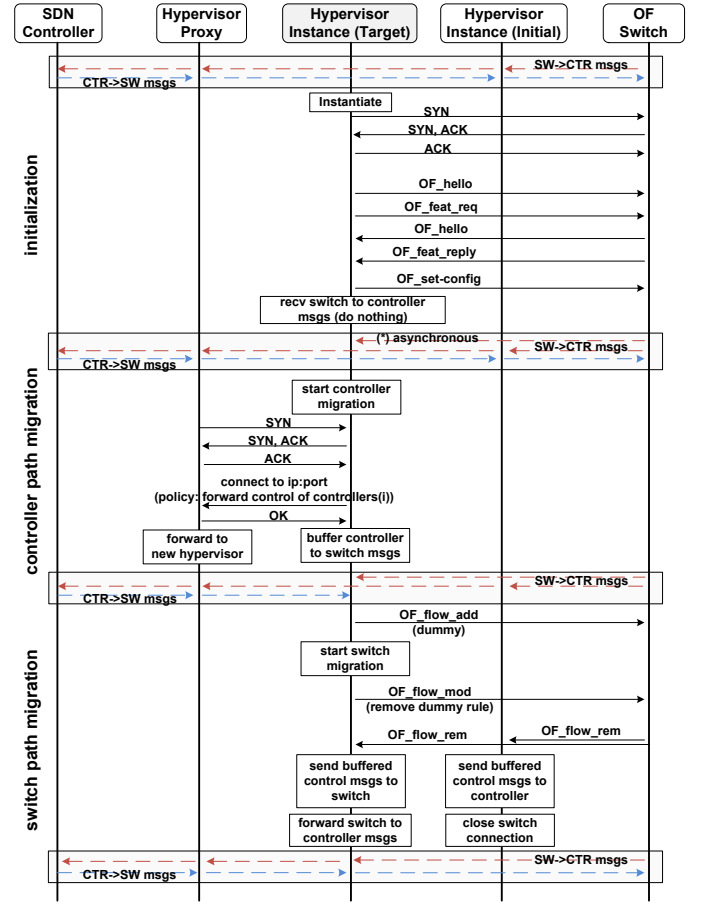 SDN
Controller
Hypervisor
Proxy
Hypervisor
Instance (Target)
Hypervisor
Instance (Initial)
OF
Switch
SW->CTR msgs
CTR->SW msgs
initialization
Instantiate
SYN
SYN, ACK
ACK
OF_hello
OF_feat_req
OF_hello
OF_feat_reply
OF_set-config
recv switch to controller
msgs (do nothing)
(*) asynchronous
SW->CTR msgs
CTR->SW msgs
controller path migration
start controller
migration
SYN
SYN, ACK
ACK
connect to ip:port
(policy: forward control of controllers(i))
OK
forward to
new hypervisor
buffer controller
to switch msgs
SW->CTR msgs
CTR->SW msgs
switch path migration
OF_flow_add
(dummy)
start switch
migration
OF_flow_mod
(remove dummy rule)
OF_flow_rem
OF_flow_rem
send buffered
control msgs to
switch
send buffered
control msgs to
controller
forward switch to
controller msgs
close switch
connection
SW->CTR msgs
CTR->SW msgs